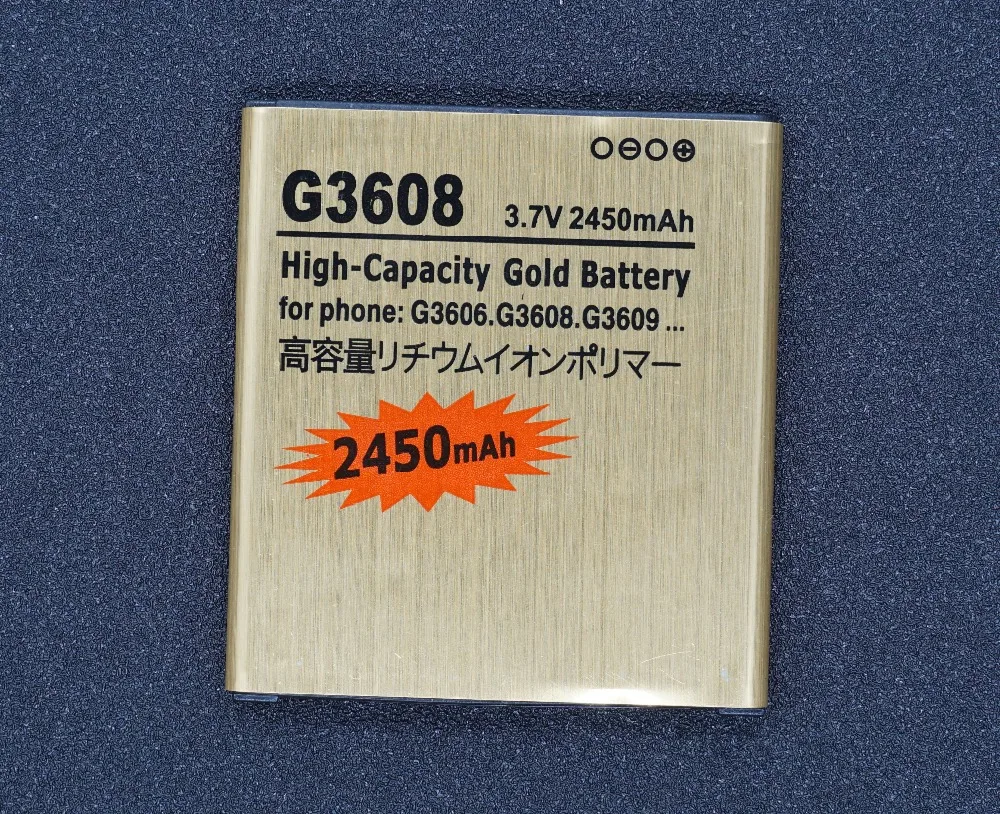 G3608
3.7V 2450mAh
High-Capacity Gold Battery
for phone: G3606.G3608.G3609 ...
高容量リチウムイオンポリマー
2450mAh